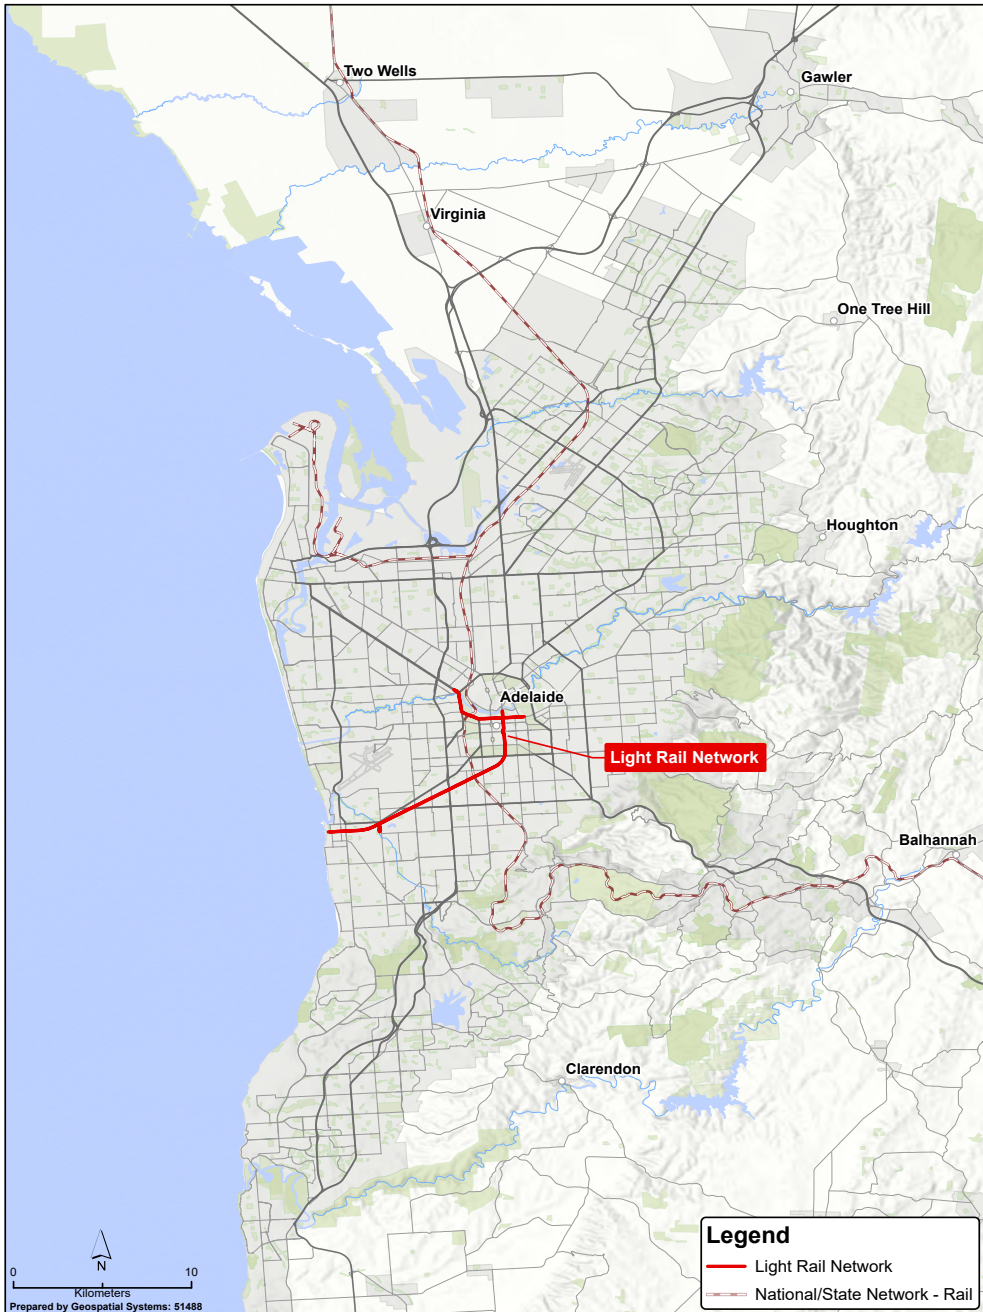 Two Wells
Gawler
Virginia
One Tree Hill
Houghton
Adelaide
Light Rail Network
Balhannah
Clarendon
N
0 10
Kilometers
Prepared by Geospatial Systems: 51488
Legend
Light Rail Network
National/State Network - Rail